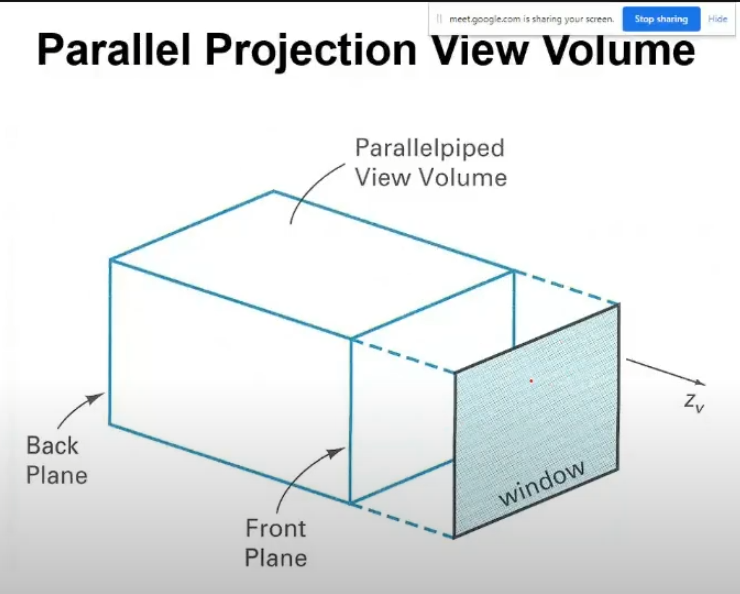 meet.google.com is sharing your screen. Stop sharing Hide
Parallel Projection View Volume
Parallelpiped
View Volume
Zv
Back
Plane
window
Front
Plane